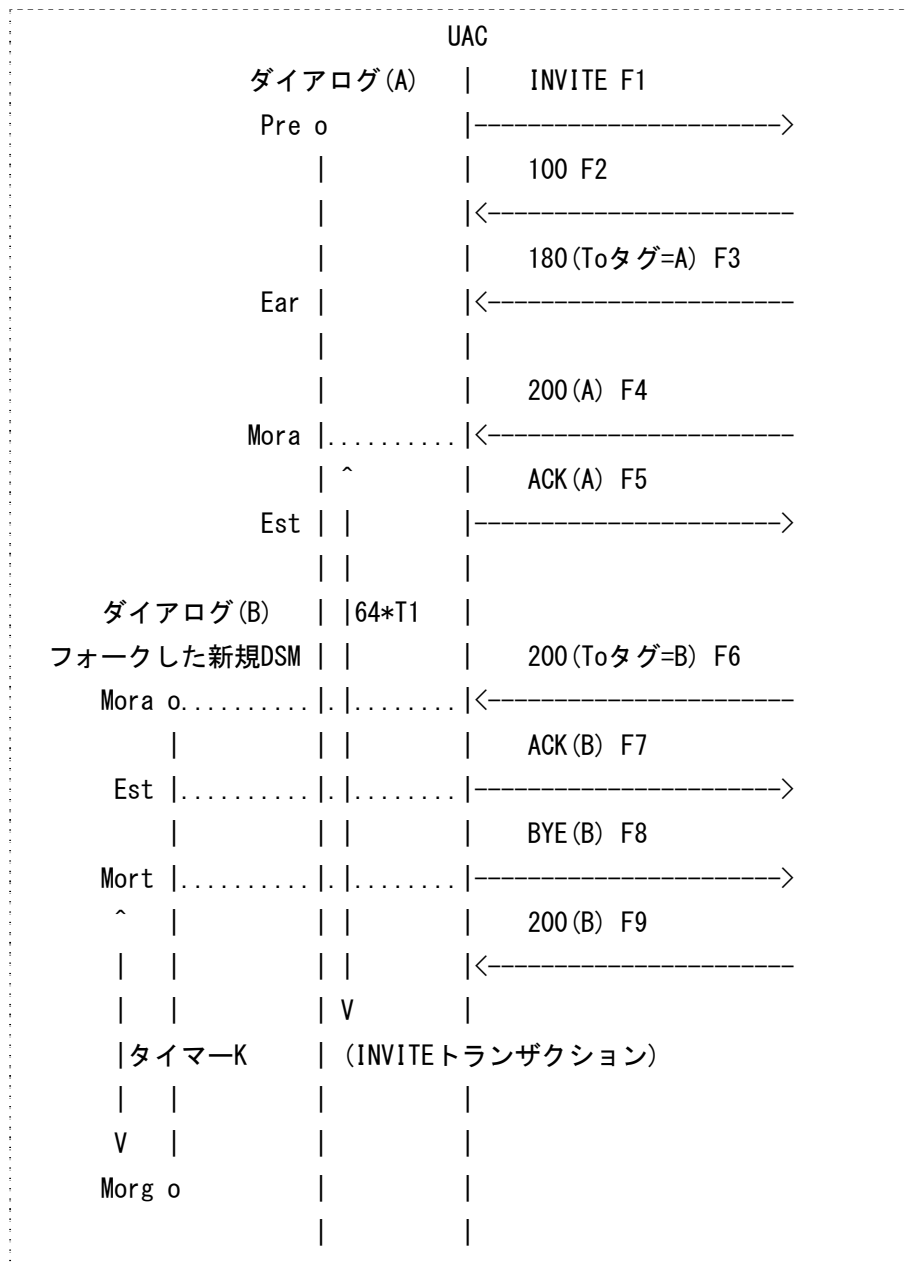 UAC
ダイアログ(A) | INVITE F1
Pre o |---------------------->
| | 100 F2
| |<----------------------
| | 180(Toタグ=A) F3
Ear | |<----------------------
| |
| | 200(A) F4
Mora |..........|<----------------------
| ^ | ACK(A) F5
Est | | |---------------------->
| | |
ダイアログ(B) | |64*T1 |
フォークした新規DSM | | | 200(Toタグ=B) F6
Mora o..........|.|........|<----------------------
| | | | ACK(B) F7
Est |..........|.|........|---------------------->
| | | | BYE(B) F8
Mort |..........|.|........|---------------------->
^ | | | | 200(B) F9
| | | | |<----------------------
| | | V |
|タイマーK | (INVITEトランザクション)
| | | |
V | | |
Morg o | |
| |